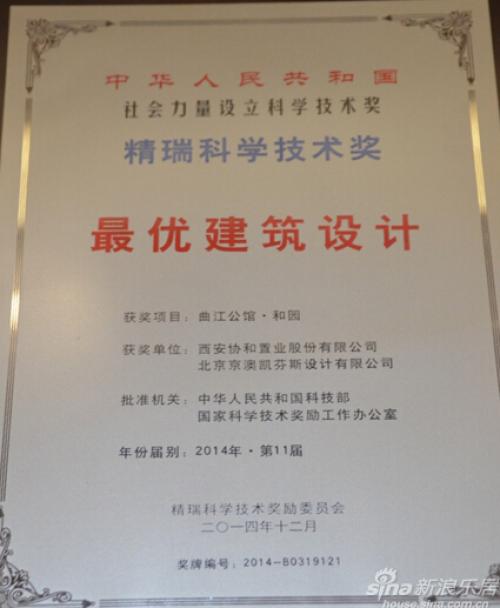 中华人民共和国
社会力量设立科学技术奖
精瑞科学技术奖
最优建筑设计
获奖项目：曲江公馆·和园
获奖单位：西安协和置业股份有限公司
北京京澳凯芬斯设计有限公司
批准机关：中华人民共和国科技部
国家科学技术奖励工作办公室
年份届别：2014年·第11届
精瑞科学技术奖励委员会
二〇一四年十二月
奖牌编号：2014-B0319121
sina新浪乐居
house.sina.com.cn